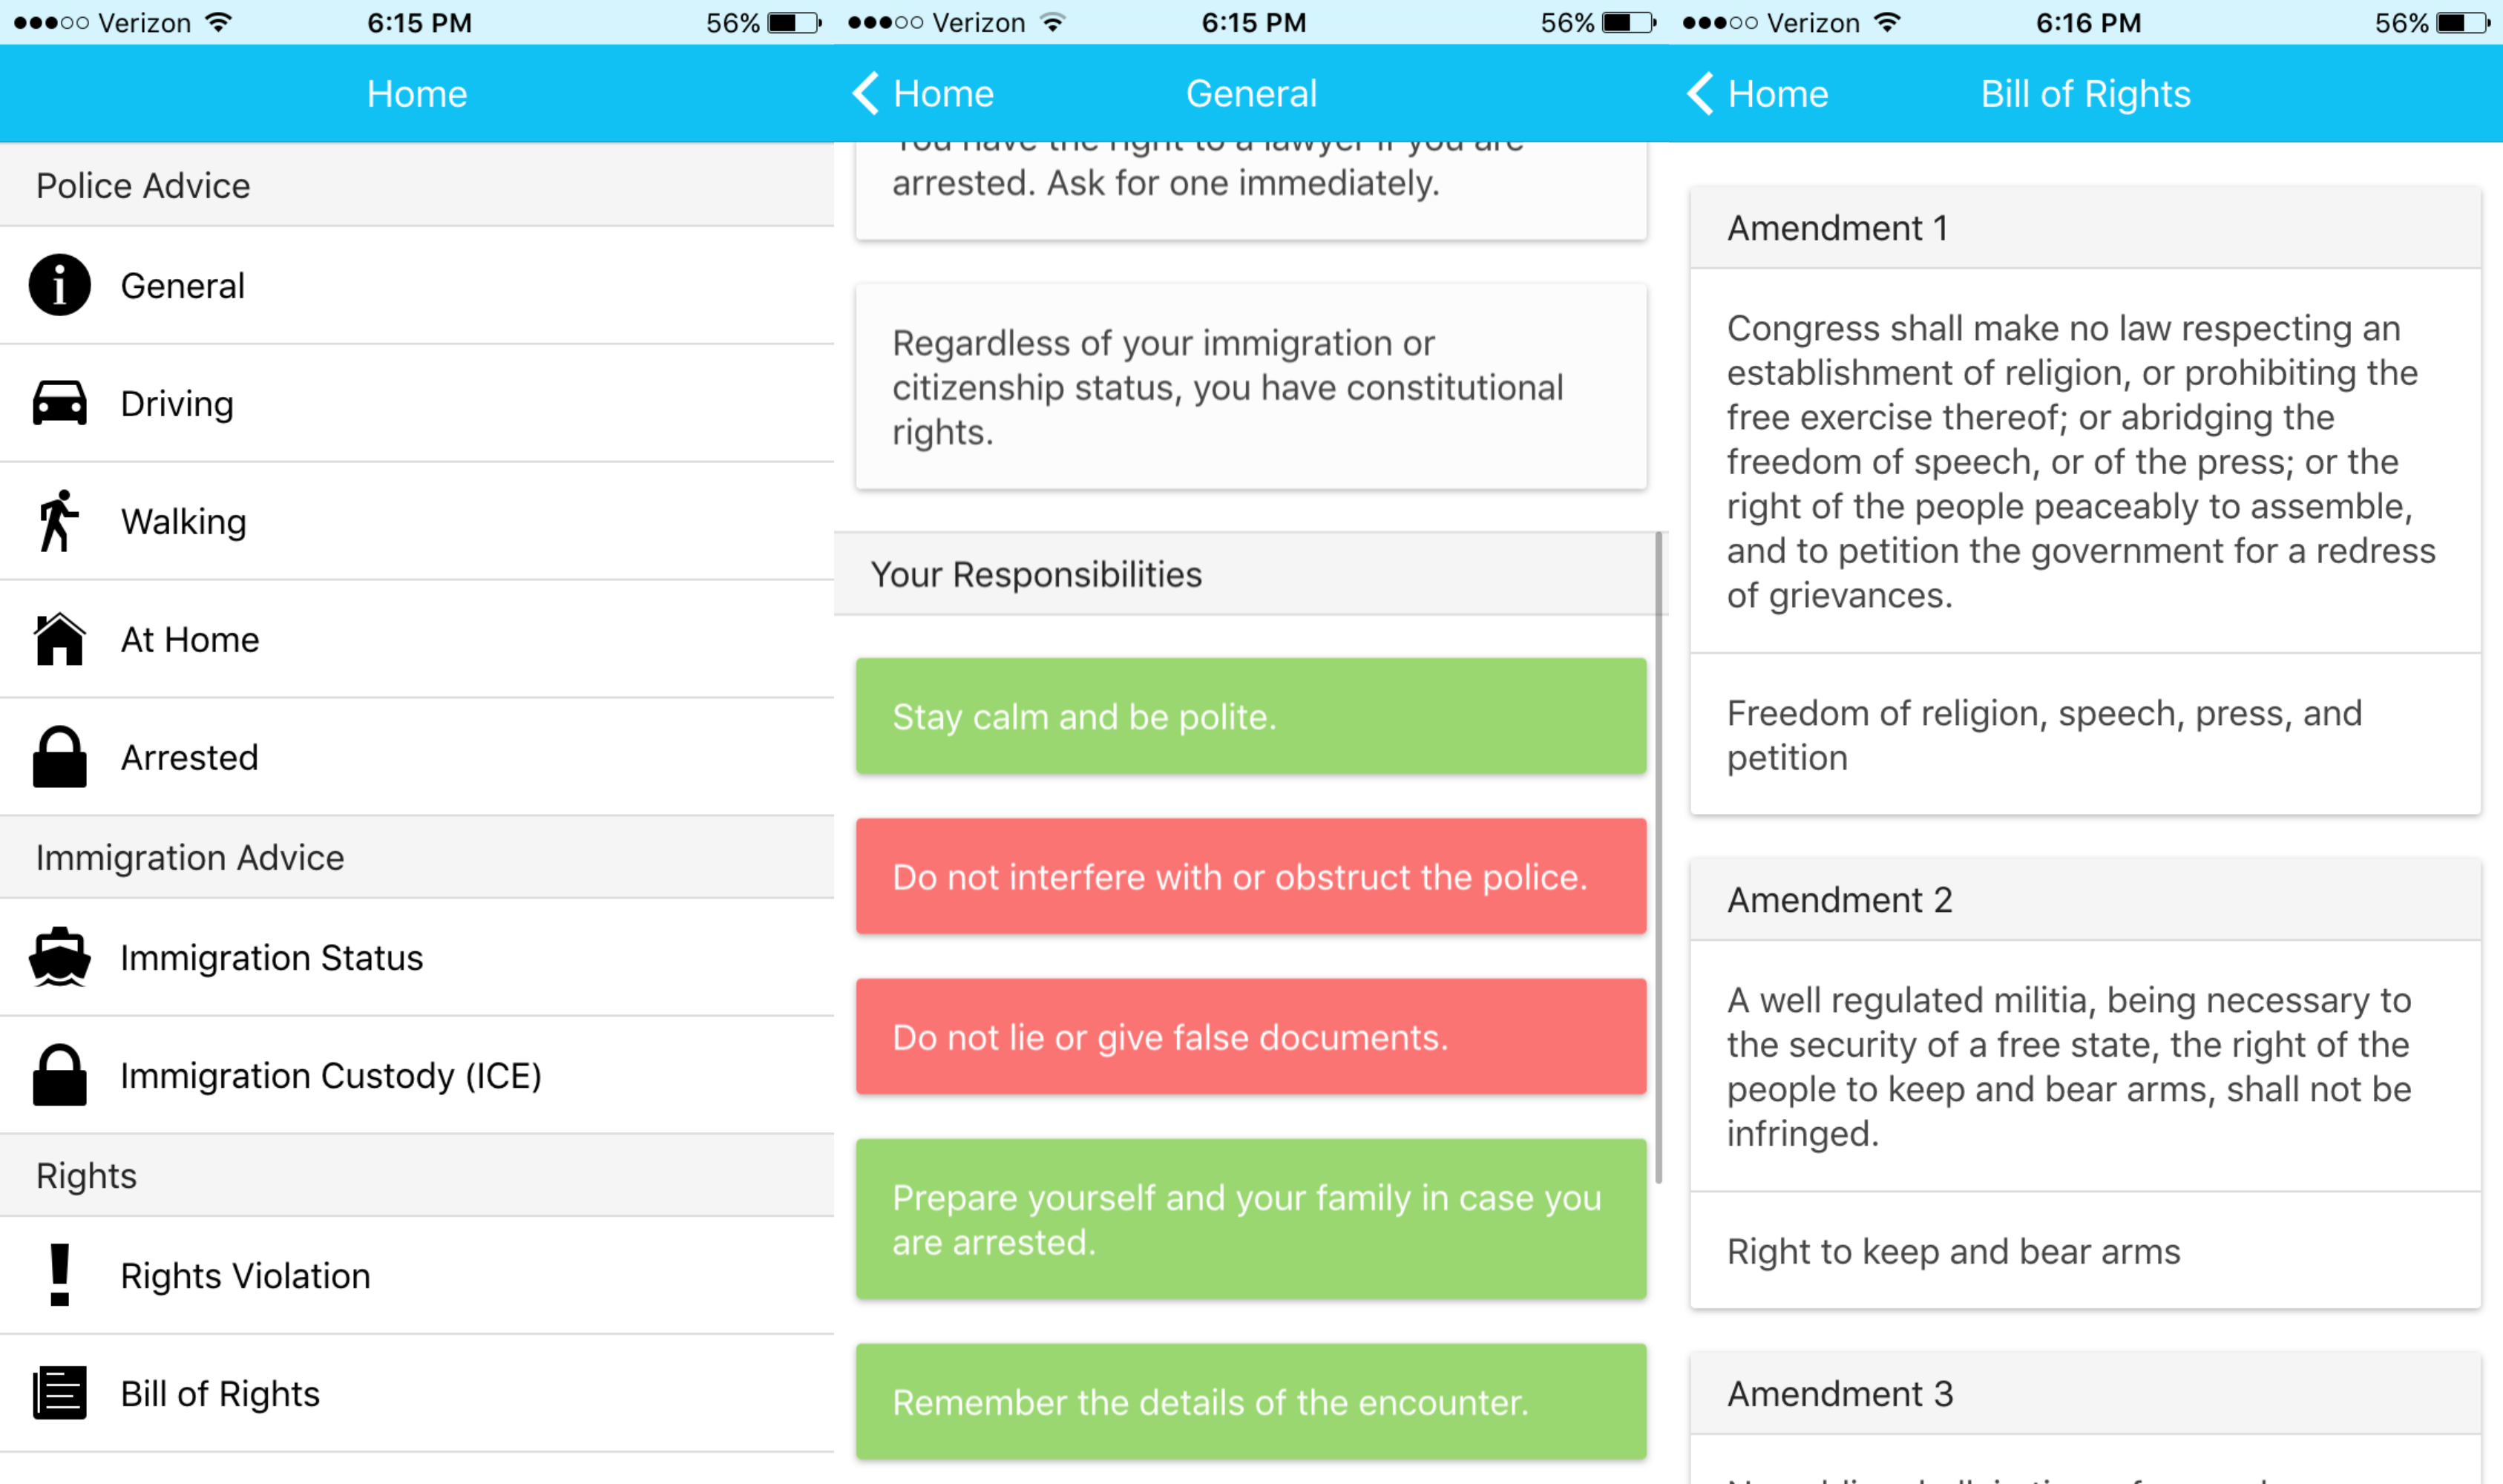 Verizon
6:15 PM
56%
Home
Police Advice
General
Driving
Walking
At Home
Arrested
Immigration Advice
Immigration Status
Immigration Custody (ICE)
Rights
Rights Violation
Bill of Rights
Verizon
6:15 PM
56%
Home
General
You have the right to a lawyer if you are
arrested. Ask for one immediately.
Regardless of your immigration or
citizenship status, you have constitutional
rights.
Your Responsibilities
Stay calm and be polite.
Do not interfere with or obstruct the police.
Do not lie or give false documents.
Prepare yourself and your family in case you
are arrested.
Remember the details of the encounter.
Verizon
6:16 PM
56%
Home
Bill of Rights
Amendment 1
Congress shall make no law respecting an
establishment of religion, or prohibiting the
free exercise thereof; or abridging the
freedom of speech, or of the press; or the
right of the people peaceably to assemble,
and to petition the government for a redress
of grievances.
Freedom of religion, speech, press, and
petition
Amendment 2
A well regulated militia, being necessary to
the security of a free state, the right of the
people to keep and bear arms, shall not be
infringed.
Right to keep and bear arms
Amendment 3